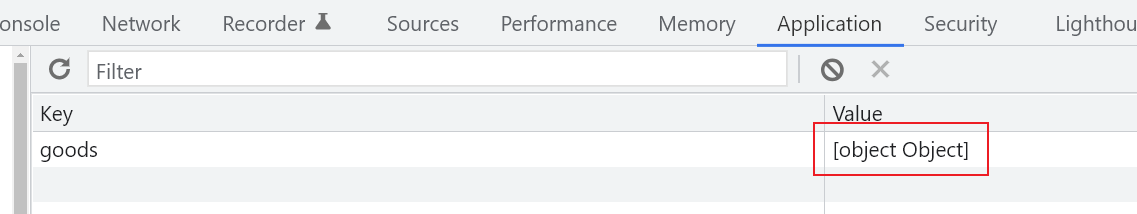 onsole Network Recorder Sources Performance Memory Application Security Lighthou
Filter
Key Value
goods [object Object]